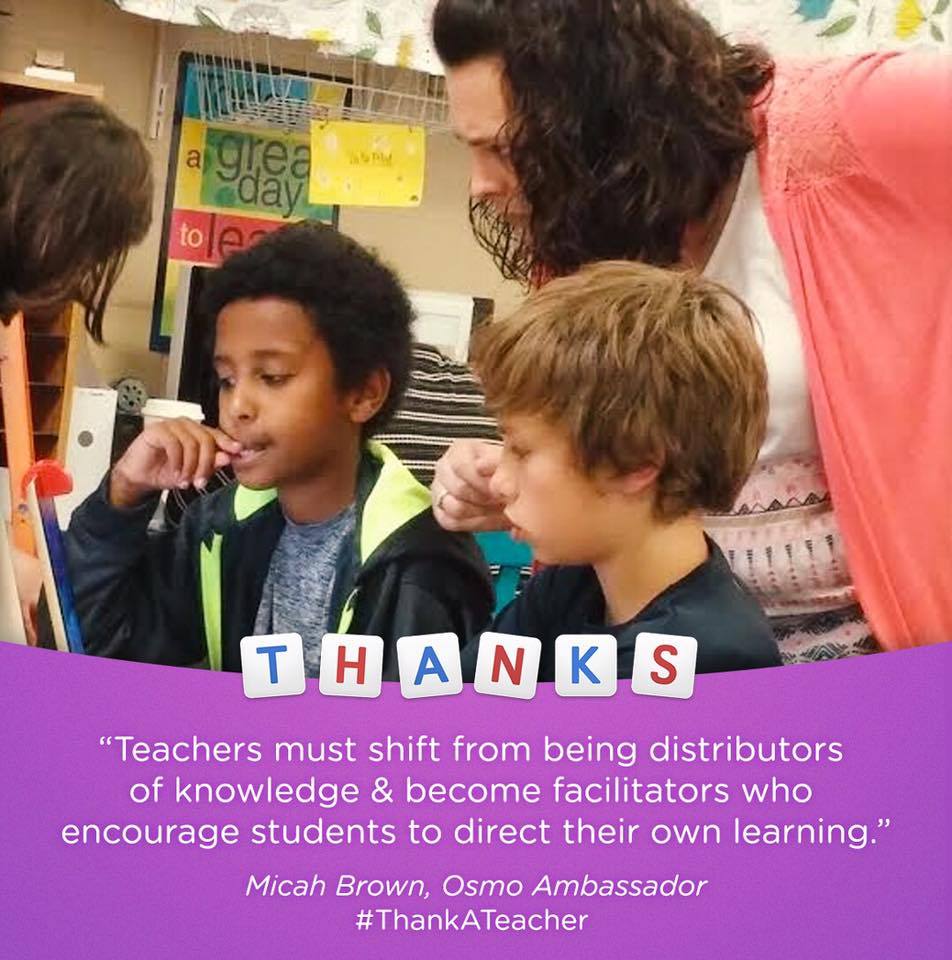 a great
day
to lea
THANKS
“Teachers must shift from being distributors
of knowledge & become facilitators who
encourage students to direct their own learning.”
Micah Brown, Osmo Ambassador
#ThankATeacher